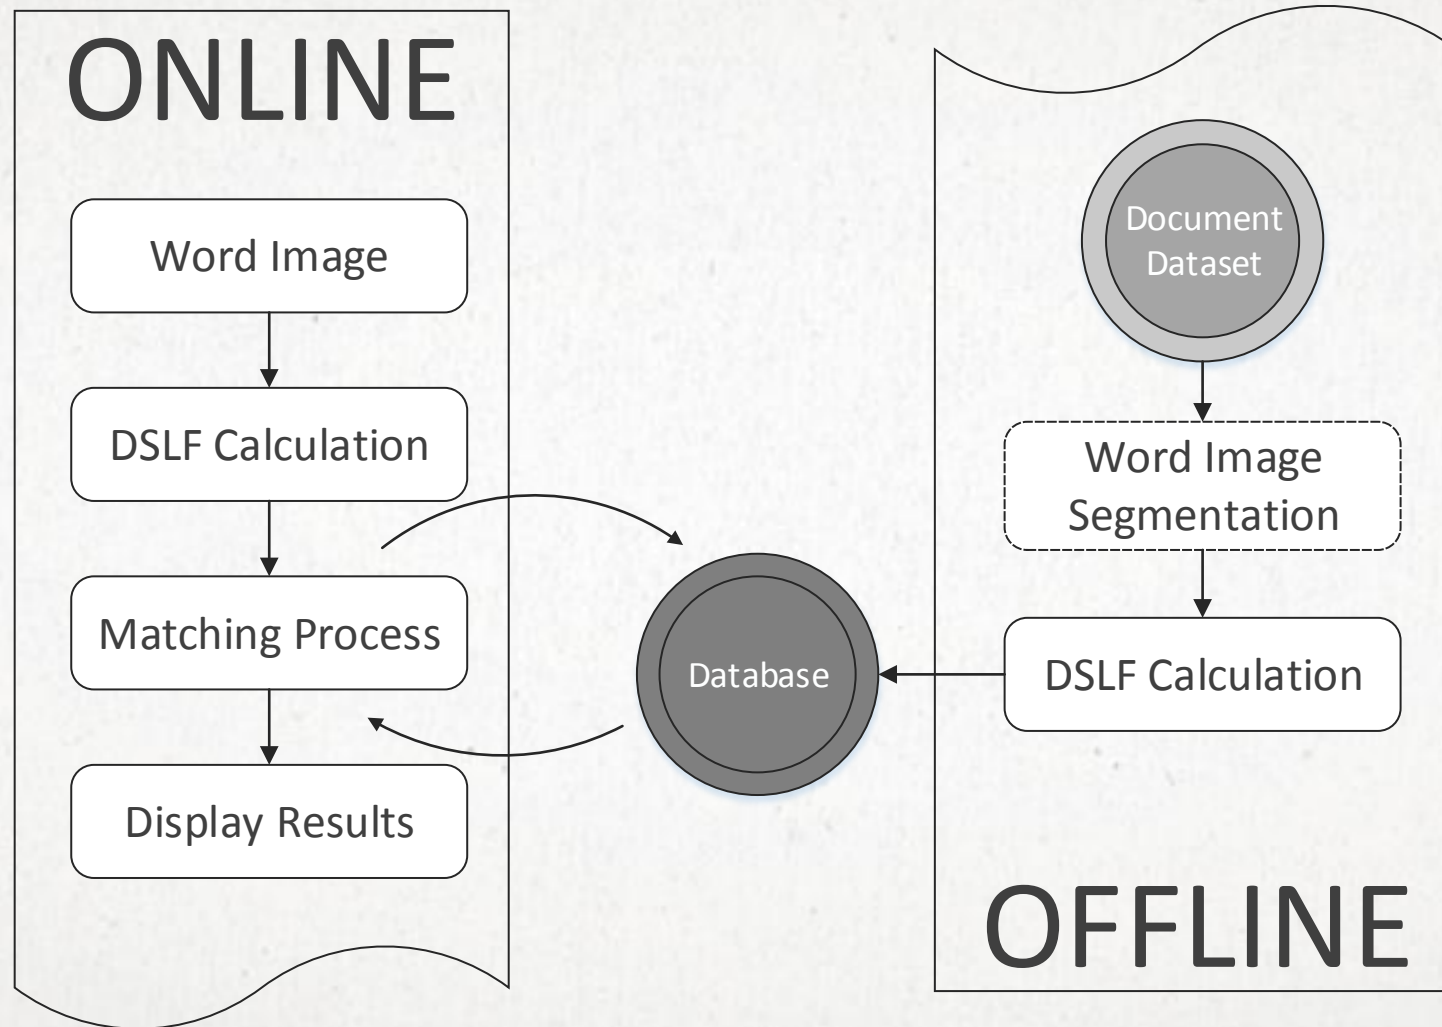 ONLINE
Word Image
DSLF Calculation
Matching Process
Display Results
Database
Document
Dataset
Word Image
Segmentation
DSLF Calculation
OFFLINE